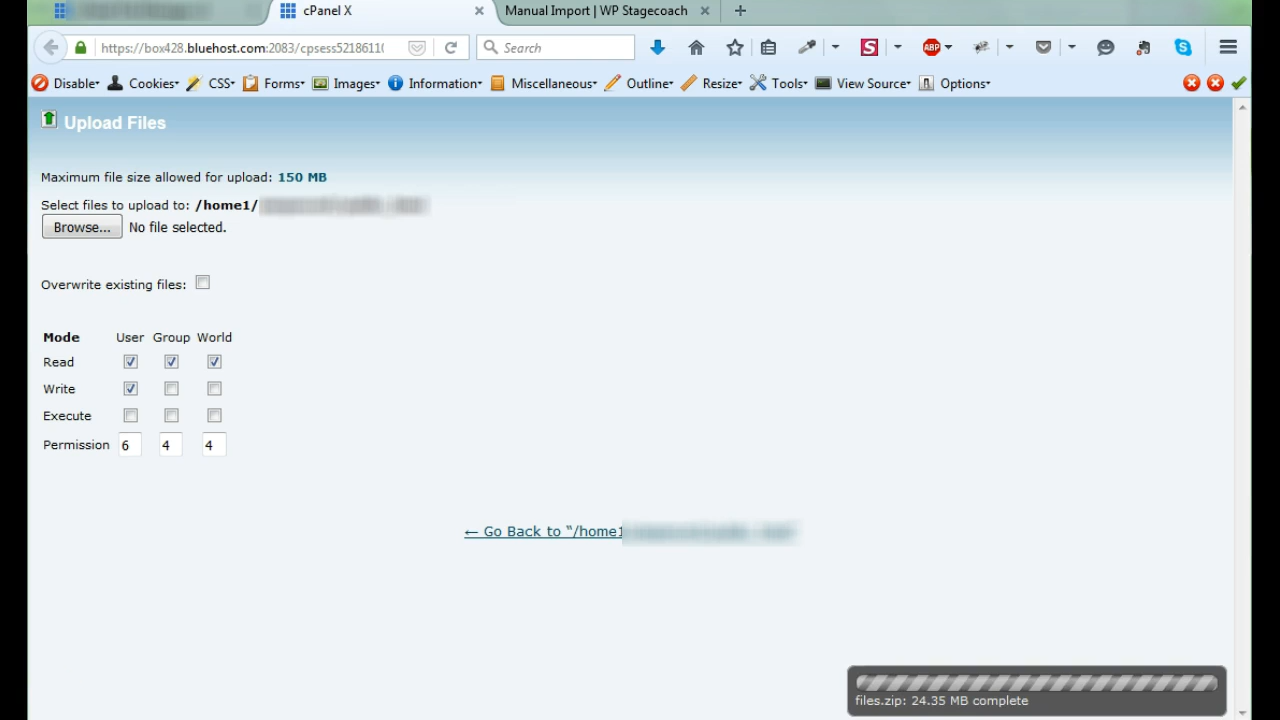 cPanel X
Manual Import | WP Stagecoach
https://box428.bluehost.com:2083/cpsess52186110
Search
Disable Cookies CSS Forms Images Information Miscellaneous Outline Resize Tools View Source Options
Upload Files
Maximum file size allowed for upload: 150 MB
Select files to upload to: /home1/
Browse... No file selected.
Overwrite existing files:
Mode User Group World
Read
Write
Execute
Permission 6 4 4
← Go Back to “/home1
files.zip: 24.35 MB complete
S
ABP